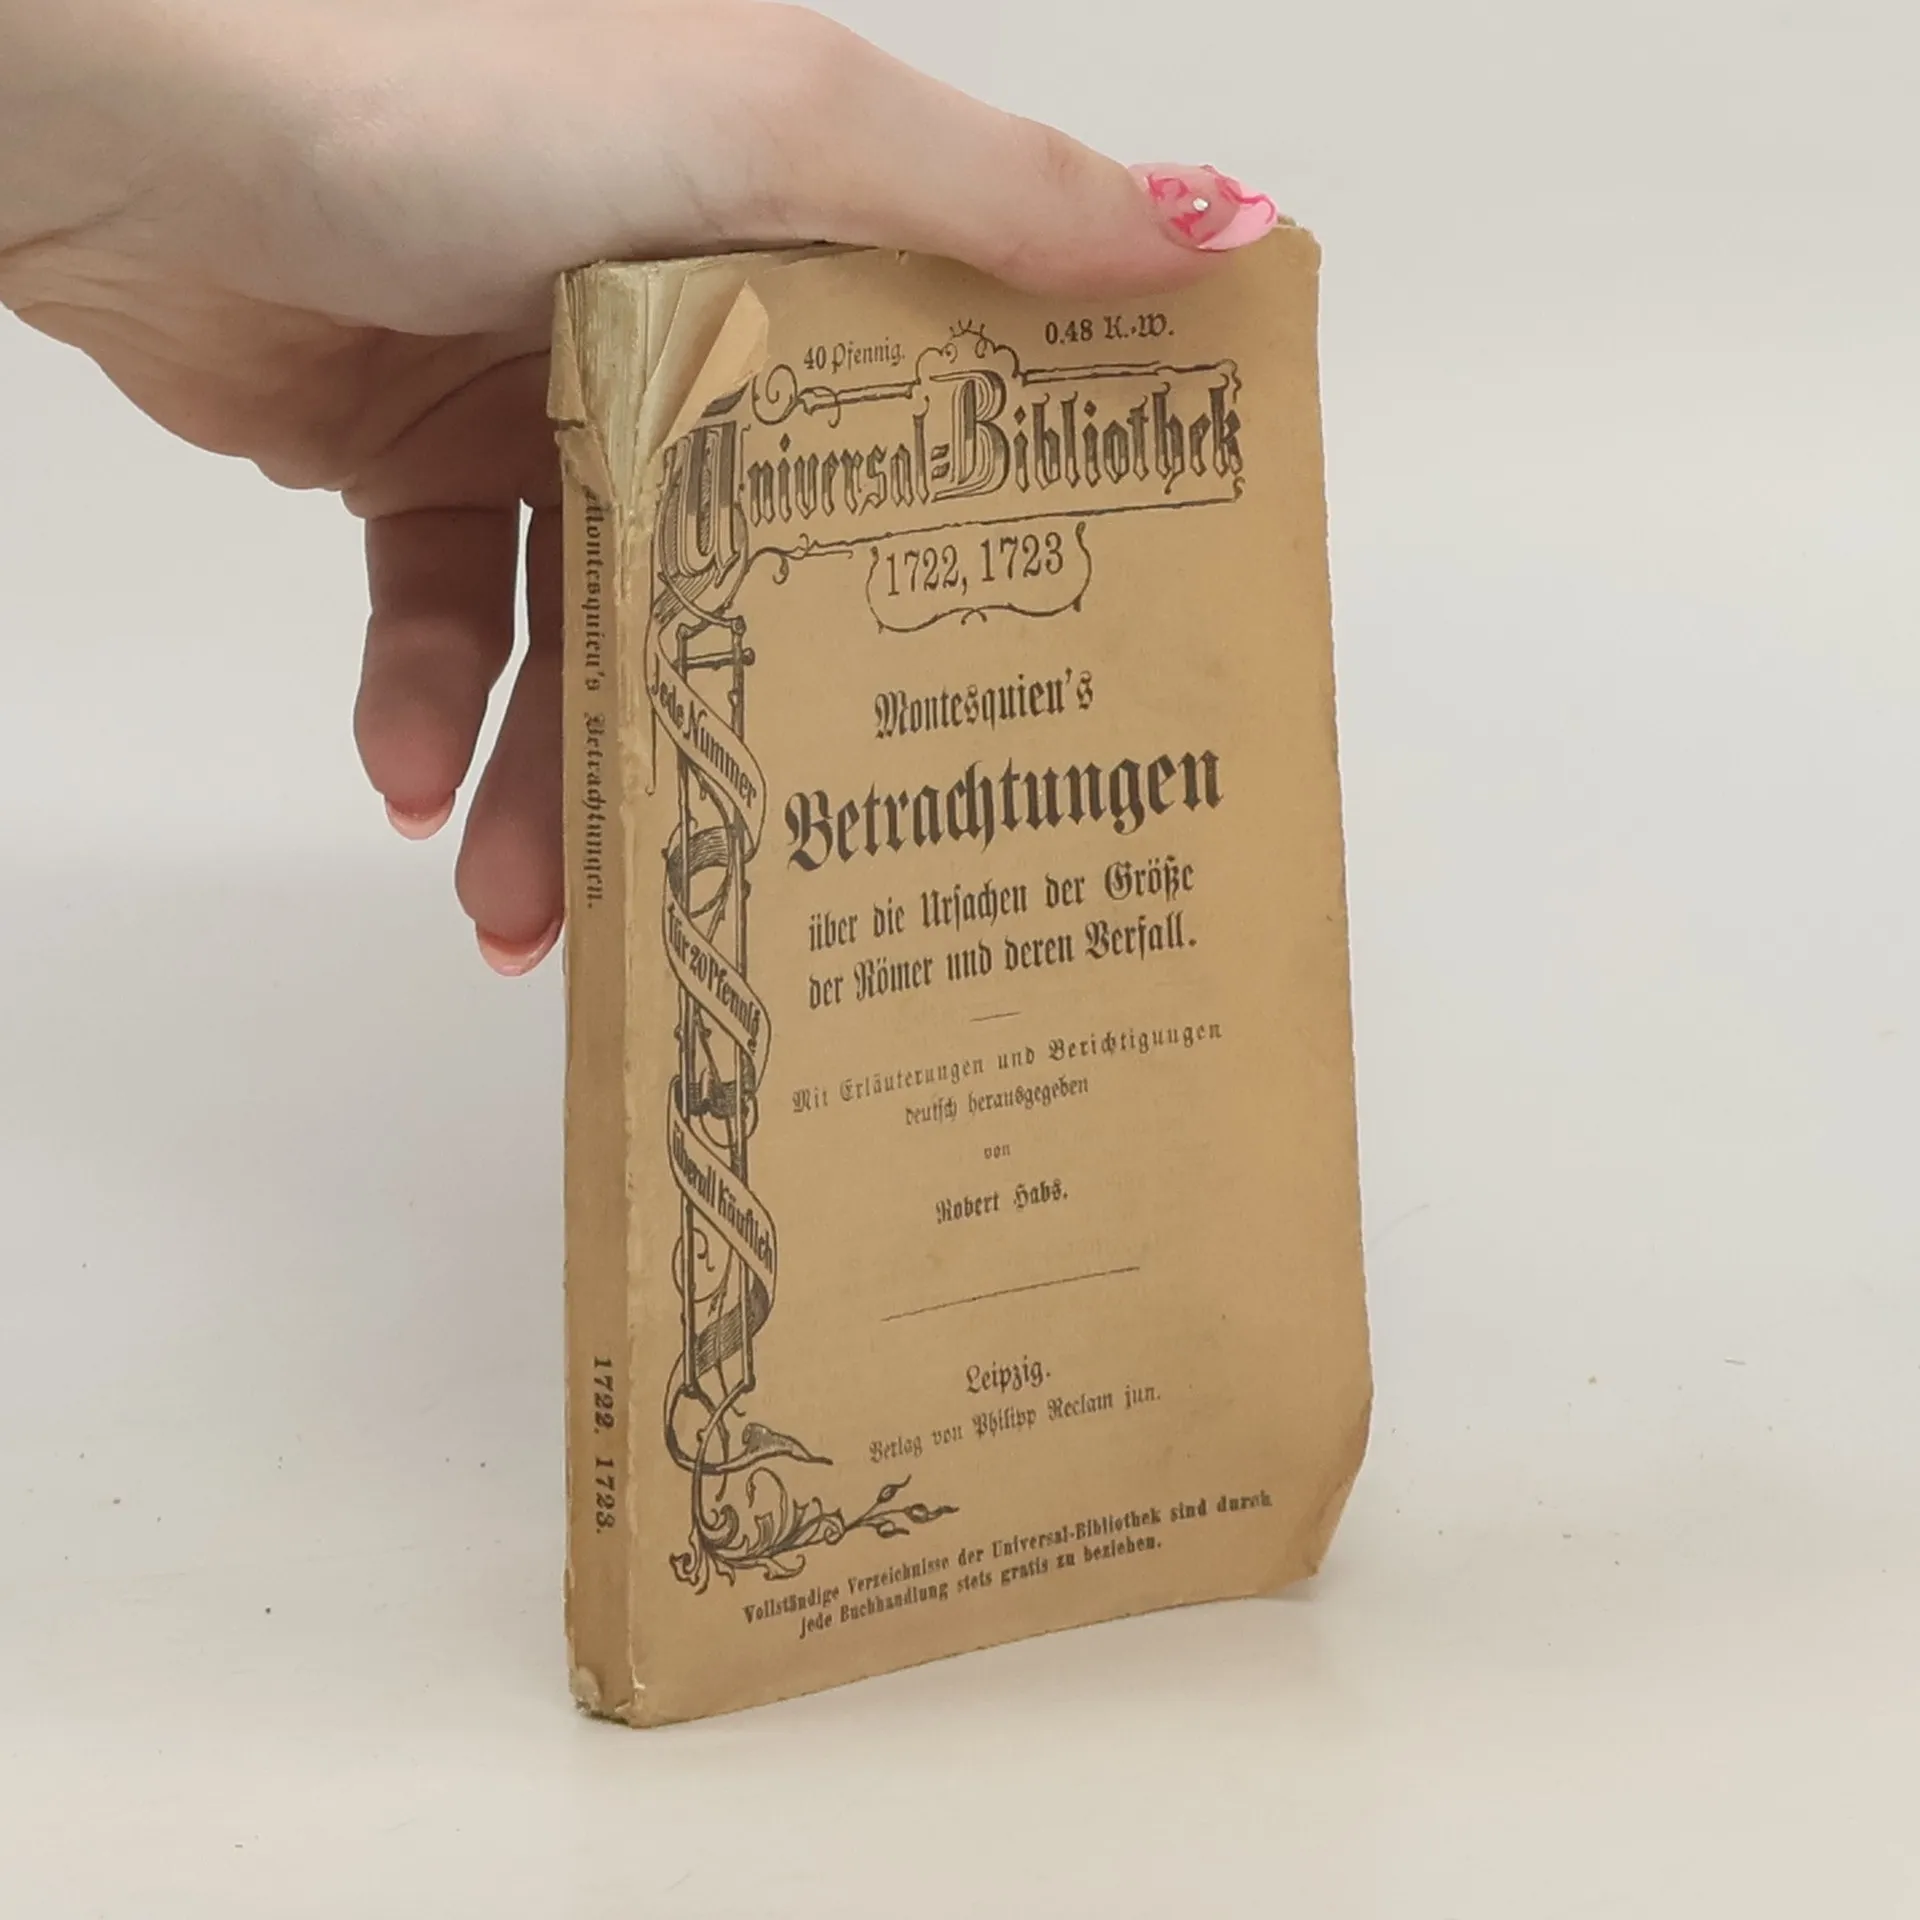 40 Pfennig.
0,48 K.-W.
Universal-Bibliothek
1722, 1723
Montesquieu's
Betrachtungen
über die Ursachen der Größe
der Römer und deren Verfall.
Mit Erläuterungen und Berichtigungen
deutsch herausgegeben
von
Robert Habs.
Leipzig.
Verlag von Philipp Reclam jun.
Vollständige Verzeichnisse der Universal-Bibliothek sind durch
jede Buchhandlung stets gratis zu beziehen.
Jede Nummer
für 20 Pfennig
überall käuflich
Montesquieu's Betrachtungen.
1722. 1723.